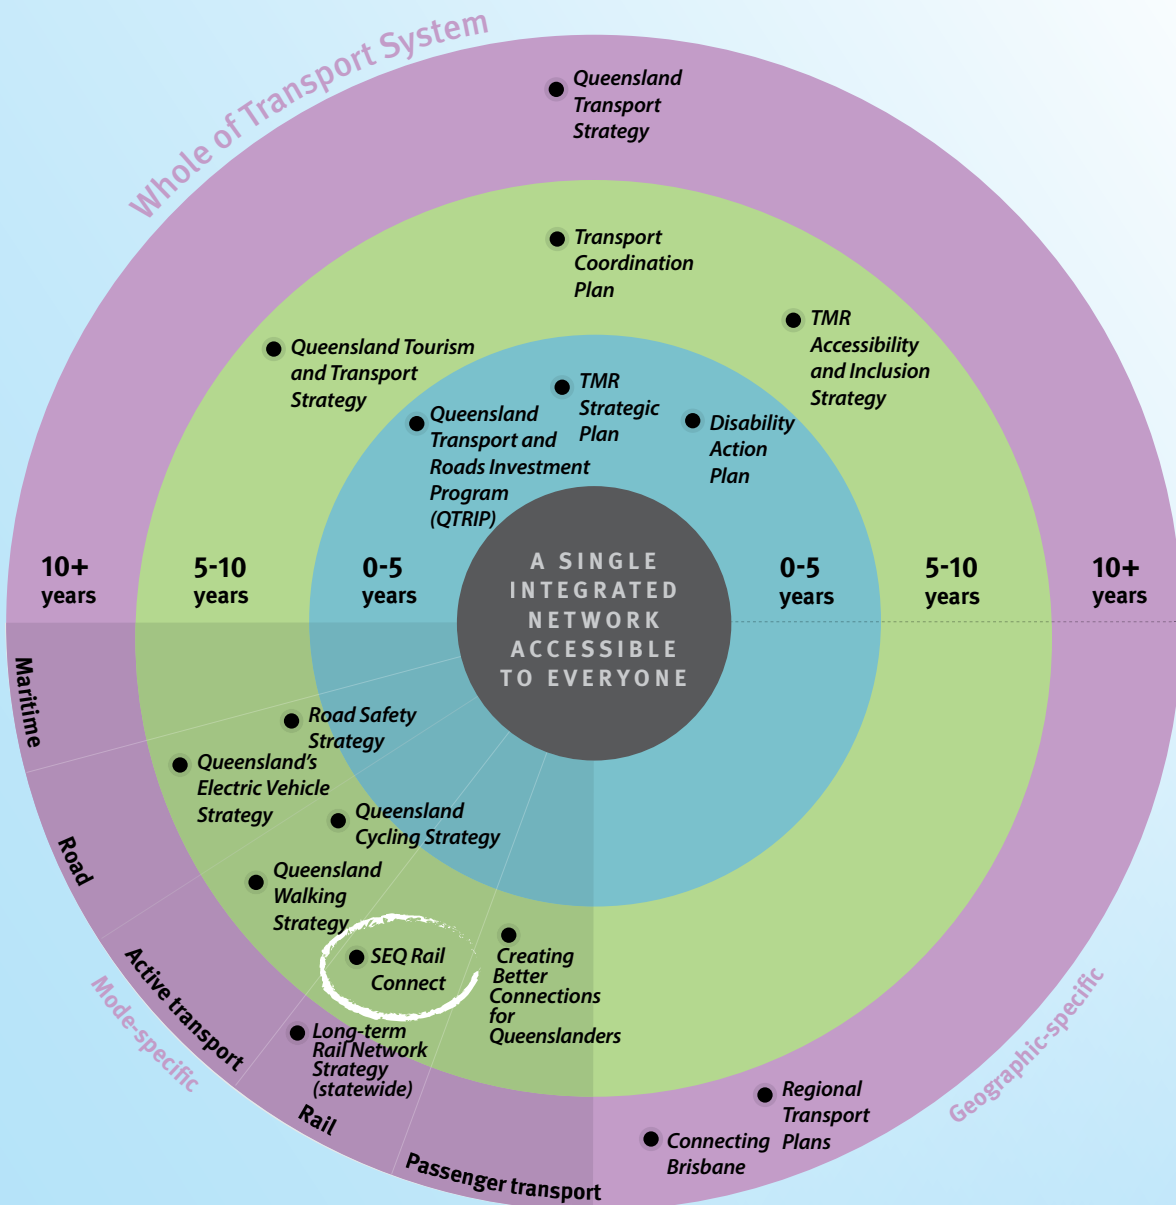 Whole of Transport System
Queensland
Transport
Strategy
Transport
Coordination
Plan
TMR
Accessibility
and Inclusion
Strategy
Queensland Tourism
and Transport
Strategy
TMR
Strategic
Plan
Queensland
Transport and
Roads Investment
Program
(QTRIP)
Disability
Action
Plan
10+
years
5-10
years
0-5
years
A SINGLE
INTEGRATED
NETWORK
ACCESSIBLE
TO EVERYONE
0-5
years
5-10
years
10+
years
Maritime
Road Safety
Strategy
Queensland's
Electric Vehicle
Strategy
Road
Queensland
Cycling Strategy
Queensland
Walking
Strategy
Active transport
Mode-specific
SEQ Rail
Connect
Creating
Better
Connections
for
Queenslanders
Long-term
Rail Network
Strategy
(statewide)
Rail
Passenger transport
Regional
Transport
Plans
Connecting
Brisbane
Geographic-specific